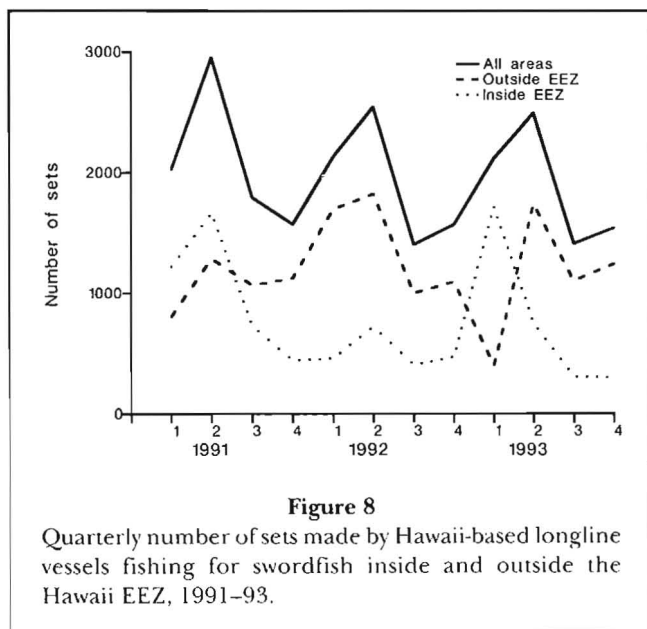 3000
All areas
Outside EEZ
Inside EEZ
2000
Number of sets
1000
0
1 2 3 4 1 2 3 4 1 2 3 4
1991 1992 1993
Figure 8
Quarterly number of sets made by Hawaii-based longline
vessels fishing for swordfish inside and outside the
Hawaii EEZ, 1991–93.